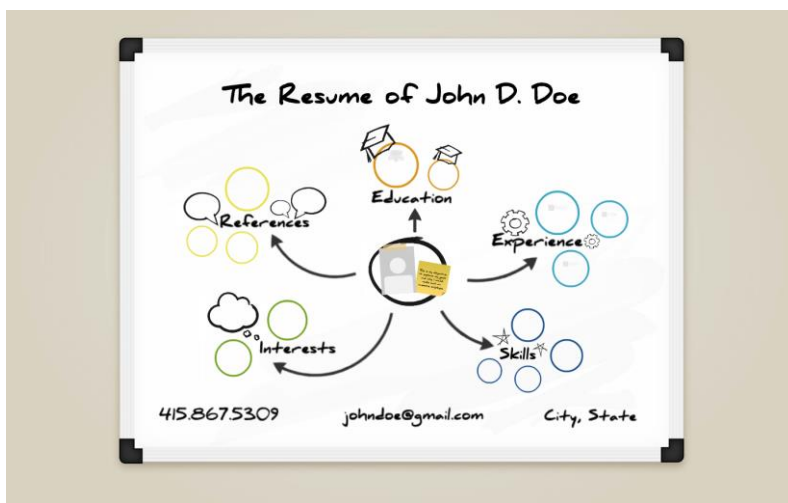 The Resume of John D. Doe
Education
References
Experience
Interests
Skills
415.867.5309
johndoe@gmail.com
City, State